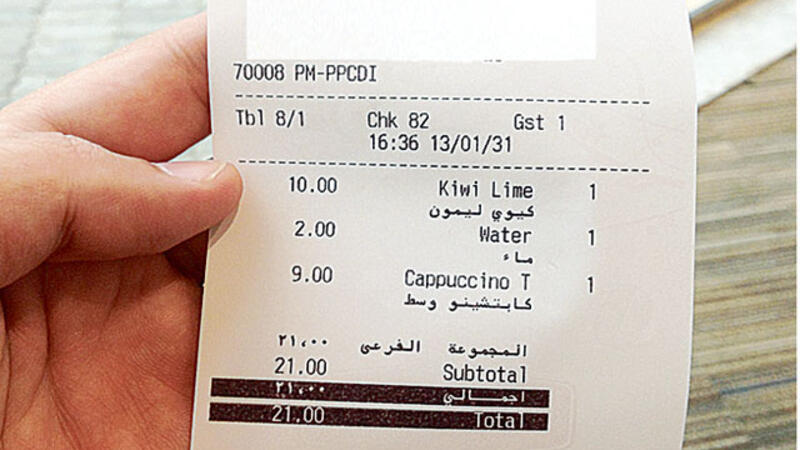 70008 PM-PPCDI
Tbl 8/1 Chk 82 Gst 1
16:36 13/01/31
10.00 Kiwi Lime 1
كيوي ليمون
2.00 Water 1
ماء
9.00 Cappuccino T 1
كابتشينو وسط
المجموعة الفرعي ٢١،٠٠
21.00 Subtotal
اجمـــالي ٢١،٠٠
21.00 Total